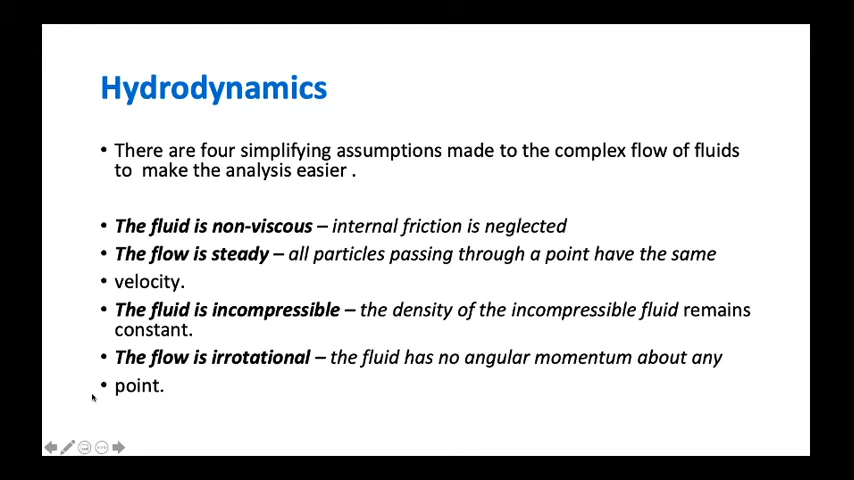 Hydrodynamics
• There are four simplifying assumptions made to the complex flow of fluids
to  make the analysis easier .
• The fluid is non-viscous – internal friction is neglected
• The flow is steady – all particles passing through a point have the same
• velocity.
• The fluid is incompressible – the density of the incompressible fluid remains
constant.
• The flow is irrotational – the fluid has no angular momentum about any
• point.